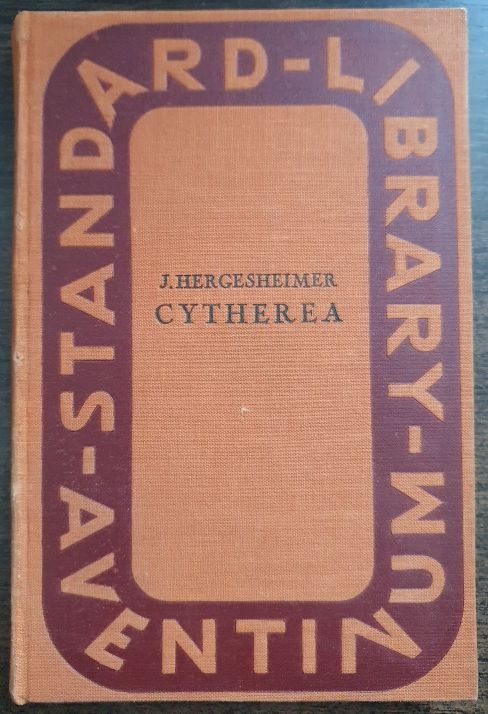 STANDARD-LIBRARY-
J. HERGESHEIMER
CYTHEREA
AVENTINUM-